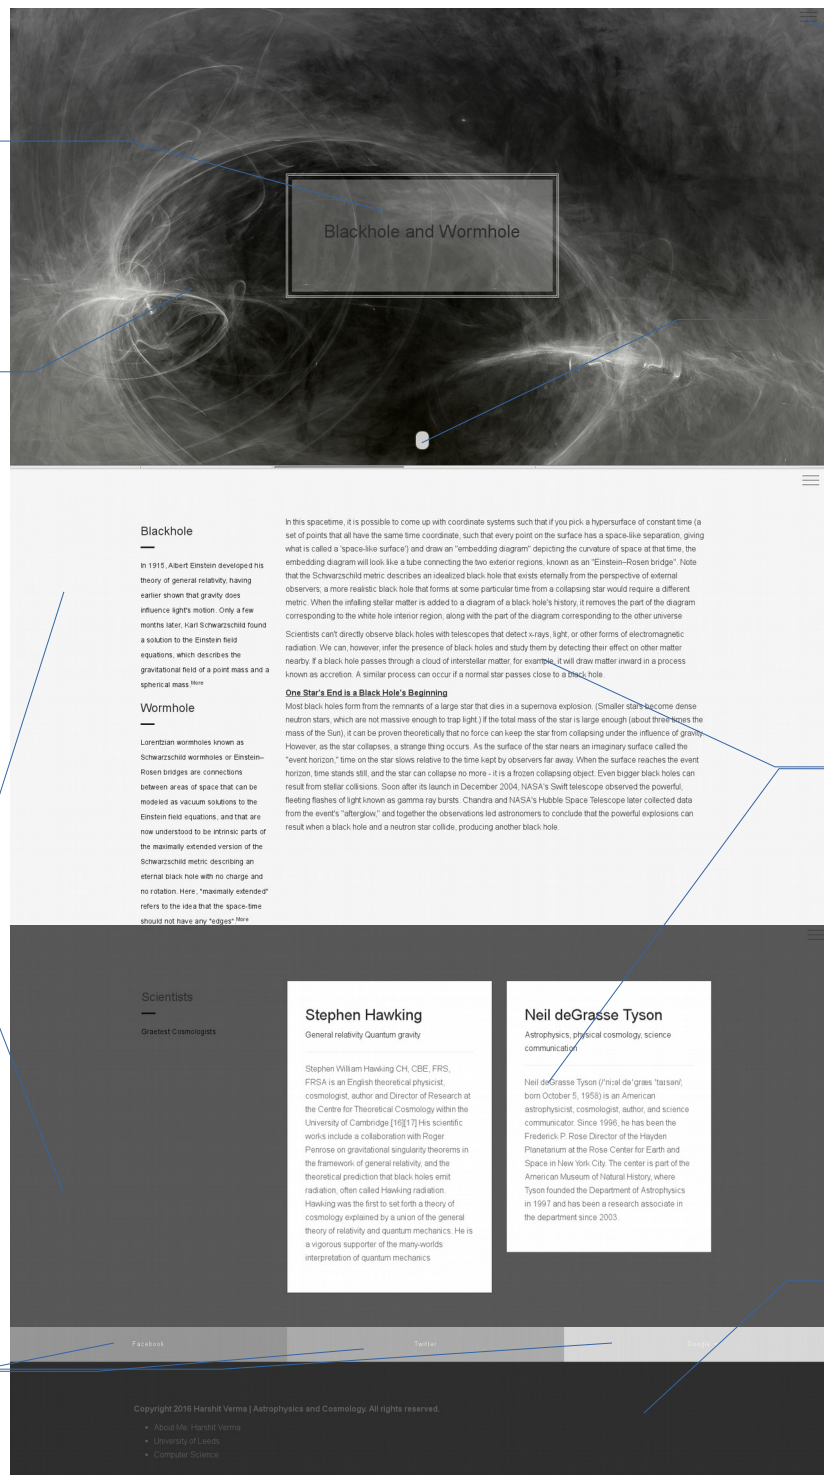 Blackhole and Wormhole
Blackhole
In 1915, Albert Einstein developed his
theory of general relativity, having
earlier shown that gravity does
influence light's motion. Only a few
months later, Karl Schwarzschild found
a solution to the Einstein field
equations, which describes the
gravitational field of a point mass and a
spherical mass.More
Wormhole
Lorentzian wormholes known as
Schwarzschild wormholes or Einstein–
Rosen bridges are connections
between areas of space that can be
modeled as vacuum solutions to the
Einstein field equations, and that are
now understood to be intrinsic parts of
the maximally extended version of the
Schwarzschild metric describing an
eternal black hole with no charge and
no rotation. Here, "maximally extended"
refers to the idea that the space-time
should not have any "edges".More
In this spacetime, it is possible to come up with coordinate systems such that if you pick a hypersurface of constant time (a
set of points that all have the same time coordinate, such that every point on the surface has a space-like separation, giving
what is called a 'space-like surface') and draw an "embedding diagram" depicting the curvature of space at that time, the
embedding diagram will look like a tube connecting the two exterior regions, known as an "Einstein–Rosen bridge". Note
that the Schwarzschild metric describes an idealized black hole that exists eternally from the perspective of external
observers; a more realistic black hole that forms at some particular time from a collapsing star would require a different
metric. When the infalling stellar matter is added to a diagram of a black hole's history, it removes the part of the diagram
corresponding to the white hole interior region, along with the part of the diagram corresponding to the other universe
Scientists can't directly observe black holes with telescopes that detect x-rays, light, or other forms of electromagnetic
radiation. We can, however, infer the presence of black holes and study them by detecting their effect on other matter
nearby. If a black hole passes through a cloud of interstellar matter, for example, it will draw matter inward in a process
known as accretion. A similar process can occur if a normal star passes close to a black hole.
One Star's End is a Black Hole's Beginning
Most black holes form from the remnants of a large star that dies in a supernova explosion. (Smaller stars become dense
neutron stars, which are not massive enough to trap light.) If the total mass of the star is large enough (about three times the
mass of the Sun), it can be proven theoretically that no force can keep the star from collapsing under the influence of gravity.
However, as the star collapses, a strange thing occurs. As the surface of the star nears an imaginary surface called the
"event horizon," time on the star slows relative to the time kept by observers far away. When the surface reaches the event
horizon, time stands still, and the star can collapse no more - it is a frozen collapsing object. Even bigger black holes can
result from stellar collisions. Soon after its launch in December 2004, NASA's Swift telescope observed the powerful,
fleeting flashes of light known as gamma ray bursts. Chandra and NASA's Hubble Space Telescope later collected data
from the event's "afterglow," and together the observations led astronomers to conclude that the powerful explosions can
result when a black hole and a neutron star collide, producing another black hole.
Scientists
Graetest Cosmologists
Stephen Hawking
General relativity Quantum gravity
Stephen William Hawking CH, CBE, FRS,
FRSA is an English theoretical physicist,
cosmologist, author and Director of Research at
the Centre for Theoretical Cosmology within the
University of Cambridge.[16][17] His scientific
works include a collaboration with Roger
Penrose on gravitational singularity theorems in
the framework of general relativity, and the
theoretical prediction that black holes emit
radiation, often called Hawking radiation.
Hawking was the first to set forth a theory of
cosmology explained by a union of the general
theory of relativity and quantum mechanics. He is
a vigorous supporter of the many-worlds
interpretation of quantum mechanics
Neil deGrasse Tyson
Astrophysics, physical cosmology, science
communication
Neil deGrasse Tyson (/ˈniːəl dəˈɡræs ˈtaɪsən/;
born October 5, 1958) is an American
astrophysicist, cosmologist, author, and science
communicator. Since 1996, he has been the
Frederick P. Rose Director of the Hayden
Planetarium at the Rose Center for Earth and
Space in New York City. The center is part of the
American Museum of Natural History, where
Tyson founded the Department of Astrophysics
in 1997 and has been a research associate in
the department since 2003.
Facebook
Twitter
Google
Copyright 2016 Harshit Verma | Astrophysics and Cosmology. All rights reserved.
• About Me: Harshit Verma
• University of Leeds
• Computer Science